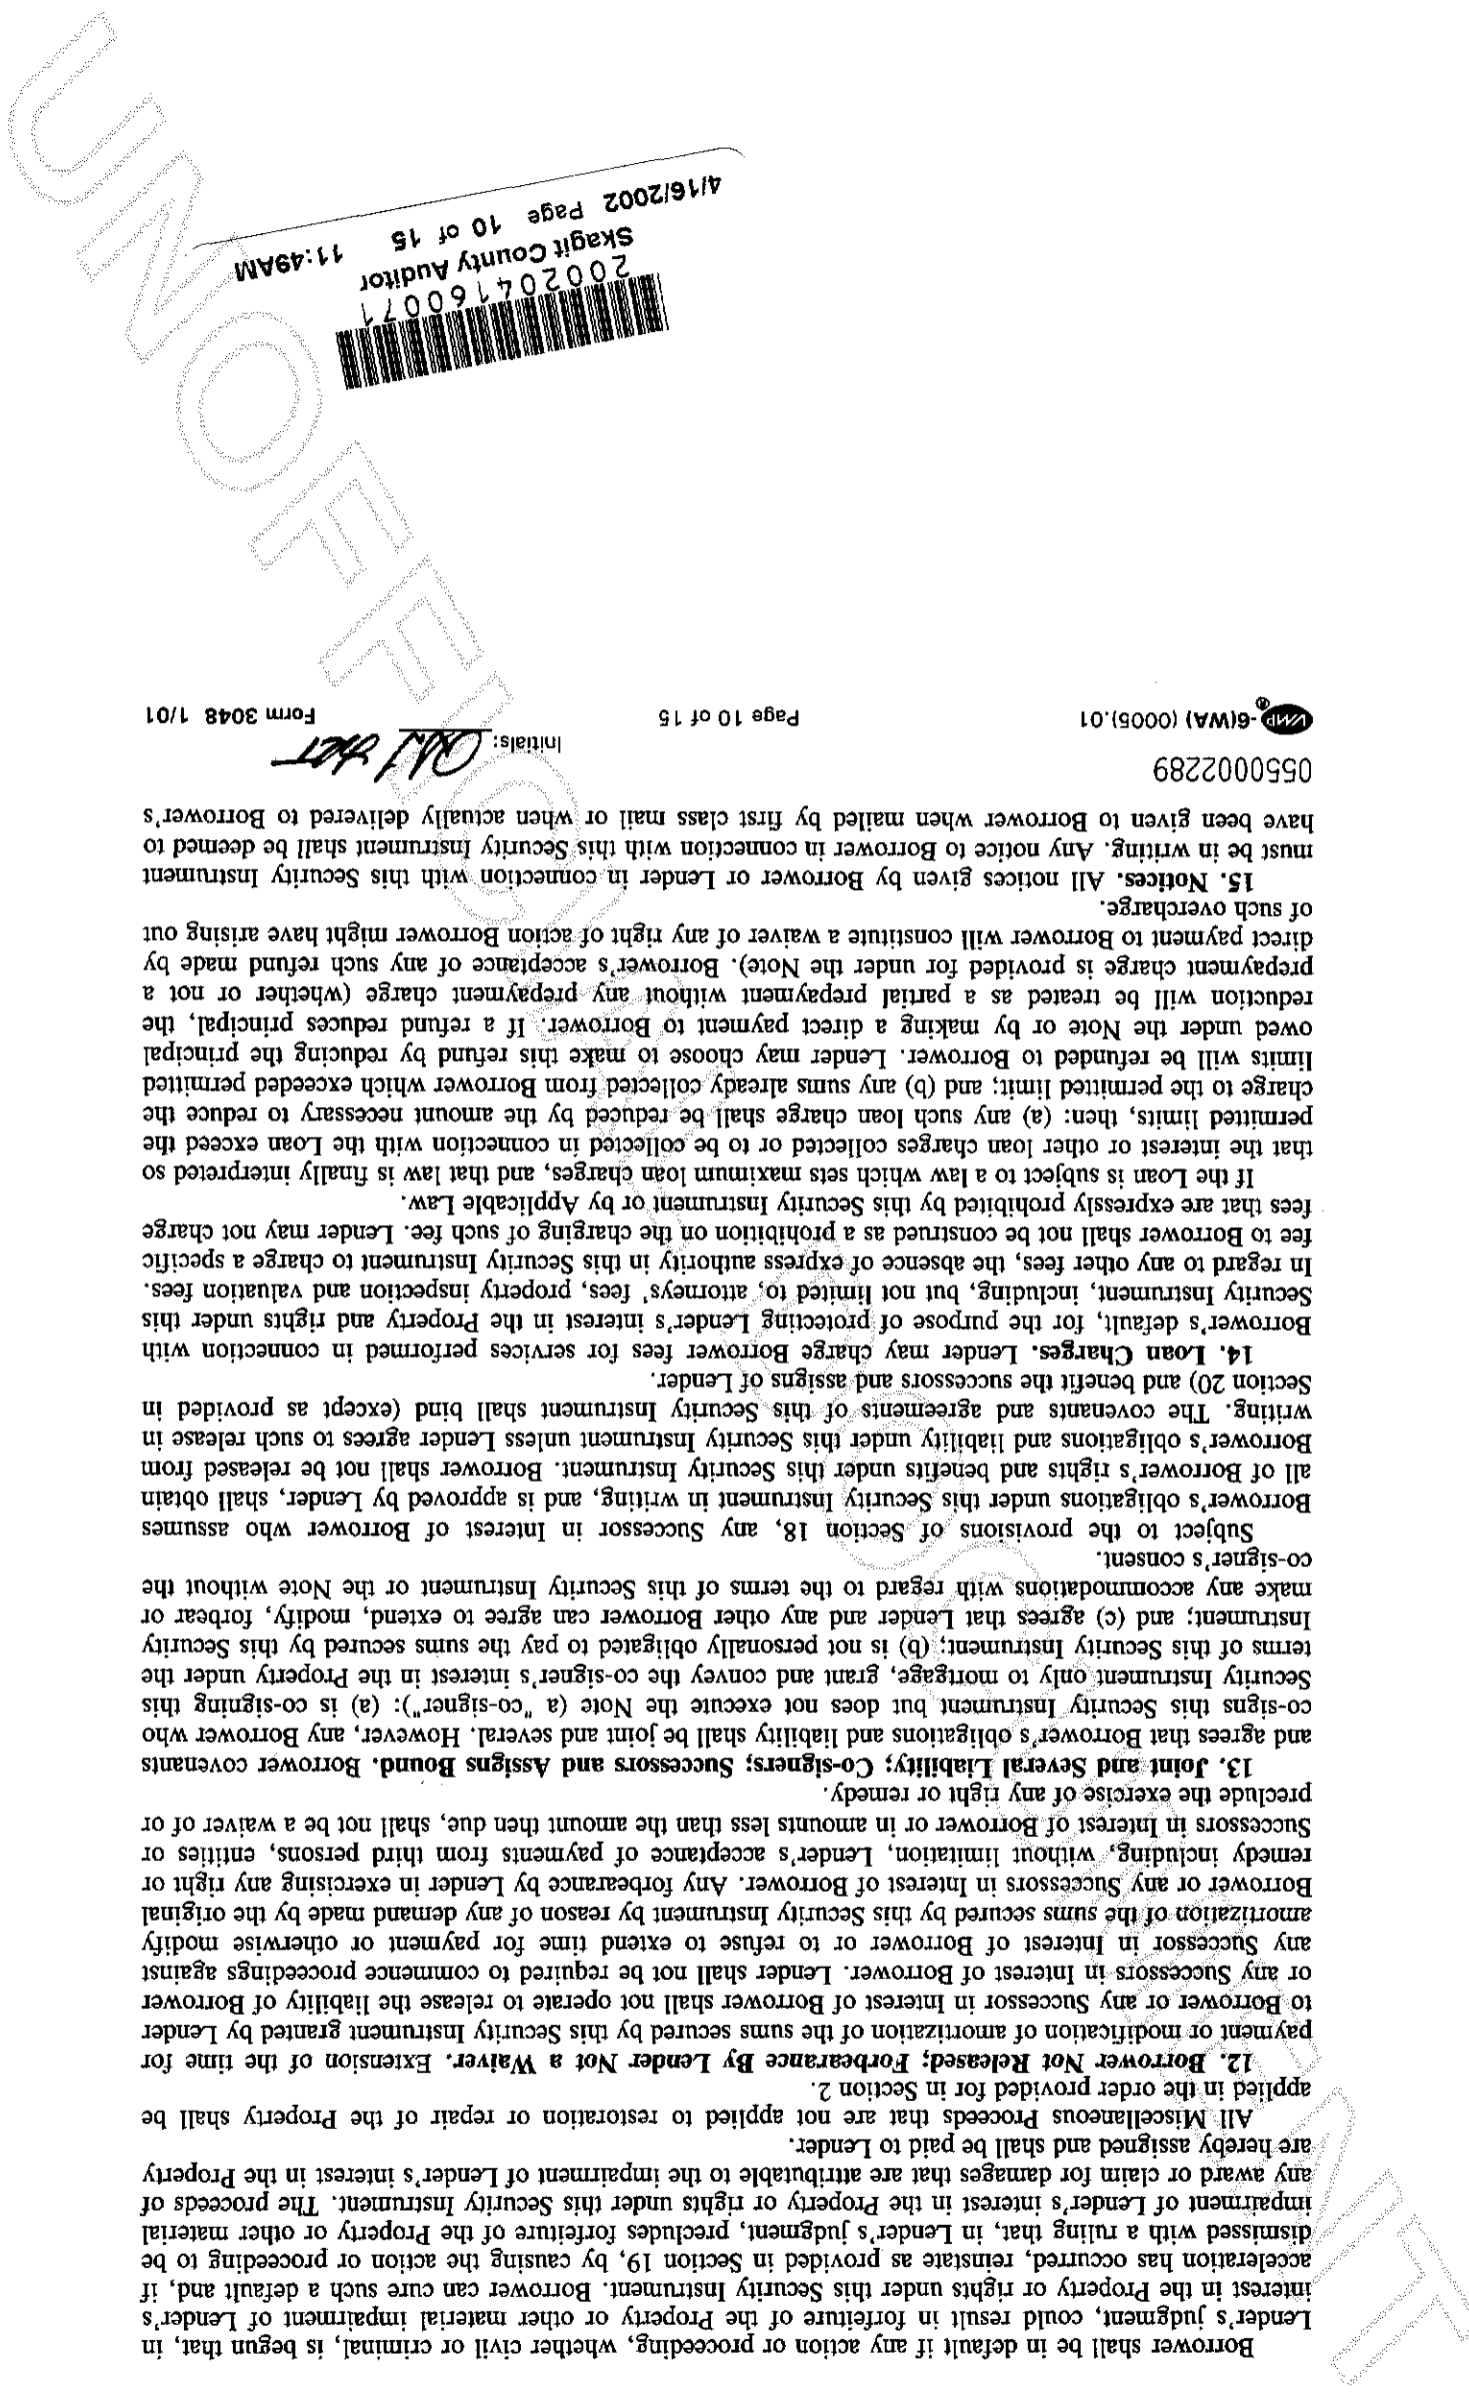 Borrower shall be in default if any action or proceeding, whether civil or criminal, is begun that, in
Lender's judgment, could result in forfeiture of the Property or other material impairment of Lender's
interest in the Property or rights under this Security Instrument. Borrower can cure such a default and, if
acceleration has occurred, reinstate as provided in Section 19, by causing the action or proceeding to be
dismissed with a ruling that, in Lender's judgment, precludes forfeiture of the Property or other material
impairment of Lender's interest in the Property or rights under this Security Instrument. The proceeds of
any award or claim for damages that are attributable to the impairment of Lender's interest in the Property
are hereby assigned and shall be paid to Lender.
All Miscellaneous Proceeds that are not applied to restoration or repair of the Property shall be
applied in the order provided for in Section 2.
12. Borrower Not Released; Forbearance By Lender Not a Waiver. Extension of the time for
payment or modification of amortization of the sums secured by this Security Instrument granted by Lender
to Borrower or any Successor in Interest of Borrower shall not operate to release the liability of Borrower
or any Successors in Interest of Borrower. Lender shall not be required to commence proceedings against
any Successor in Interest of Borrower or to refuse to extend time for payment or otherwise modify
amortization of the sums secured by this Security Instrument by reason of any demand made by the original
Borrower or any Successors in Interest of Borrower. Any forbearance by Lender in exercising any right or
remedy including, without limitation, Lender's acceptance of payments from third persons, entities or
Successors in Interest of Borrower or in amounts less than the amount then due, shall not be a waiver of or
preclude the exercise of any right or remedy.
13. Joint and Several Liability; Co-signers; Successors and Assigns Bound. Borrower covenants
and agrees that Borrower's obligations and liability shall be joint and several. However, any Borrower who
co-signs this Security Instrument but does not execute the Note (a "co-signer"): (a) is co-signing this
Security Instrument only to mortgage, grant and convey the co-signer's interest in the Property under the
terms of this Security Instrument; (b) is not personally obligated to pay the sums secured by this Security
Instrument; and (c) agrees that Lender and any other Borrower can agree to extend, modify, forbear or
make any accommodations with regard to the terms of this Security Instrument or the Note without the
co-signer's consent.
Subject to the provisions of Section 18, any Successor in Interest of Borrower who assumes
Borrower's obligations under this Security Instrument in writing, and is approved by Lender, shall obtain
all of Borrower's rights and benefits under this Security Instrument. Borrower shall not be released from
Borrower's obligations and liability under this Security Instrument unless Lender agrees to such release in
writing. The covenants and agreements of this Security Instrument shall bind (except as provided in
Section 20) and benefit the successors and assigns of Lender.
14. Loan Charges. Lender may charge Borrower fees for services performed in connection with
Borrower's default, for the purpose of protecting Lender's interest in the Property and rights under this
Security Instrument, including, but not limited to, attorneys' fees, property inspection and valuation fees.
In regard to any other fees, the absence of express authority in this Security Instrument to charge a specific
fee to Borrower shall not be construed as a prohibition on the charging of such fee. Lender may not charge
fees that are expressly prohibited by this Security Instrument or by Applicable Law.
If the Loan is subject to a law which sets maximum loan charges, and that law is finally interpreted so
that the interest or other loan charges collected or to be collected in connection with the Loan exceed the
permitted limits, then: (a) any such loan charge shall be reduced by the amount necessary to reduce the
charge to the permitted limit; and (b) any sums already collected from Borrower which exceeded permitted
limits will be refunded to Borrower. Lender may choose to make this refund by reducing the principal
owed under the Note or by making a direct payment to Borrower. If a refund reduces principal, the
reduction will be treated as a partial prepayment without any prepayment charge (whether or not a
prepayment charge is provided for under the Note). Borrower's acceptance of any such refund made by
direct payment to Borrower will constitute a waiver of any right of action Borrower might have arising out
of such overcharge.
15. Notices. All notices given by Borrower or Lender in connection with this Security Instrument
must be in writing. Any notice to Borrower in connection with this Security Instrument shall be deemed to
have been given to Borrower when mailed by first class mail or when actually delivered to Borrower's
0550002289
Initials:
VMP®-6(WA) (0005).01 Page 10 of 15 Form 3048 1/01
200204160071
Skagit County Auditor
4/16/2002 Page 10 of 15 11:49AM
UNOFFICIAL DOCUMENT